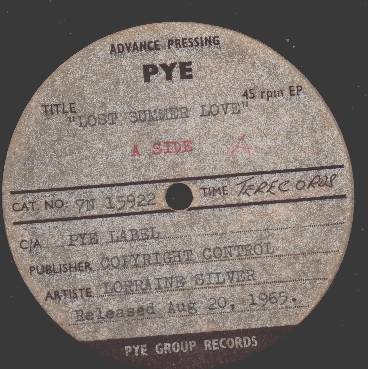 ADVANCE PRESSING
PYE
45 rpm EP
TITLE
"LOST SUMMER LOVE"
A SIDE A
CAT. NO: 7N 15922 TIME
C/A PYE LABEL
PUBLISHER COPYRIGHT CONTROL
ARTISTE LORRAINE SILVER
Released Aug 20, 1965.
PYE GROUP RECORDS